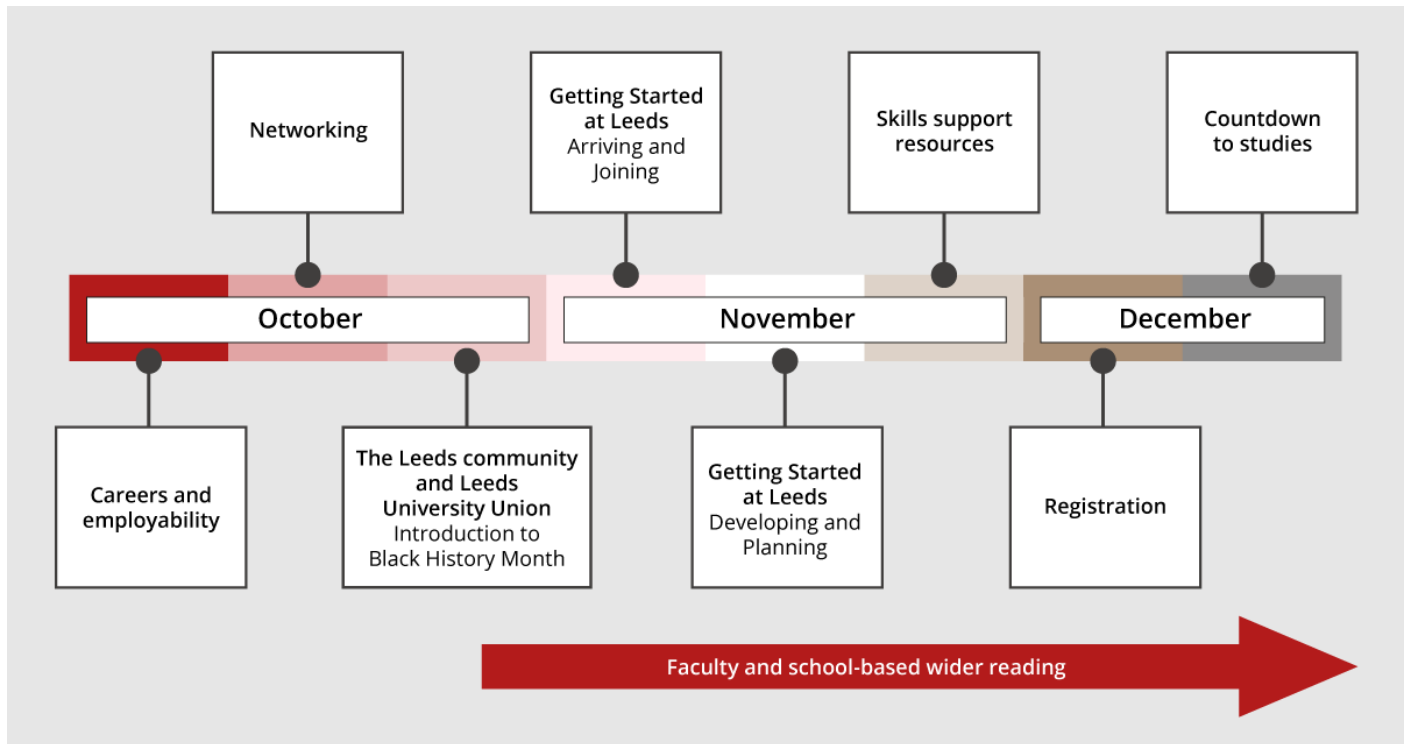 Networking
Getting Started
at Leeds
Arriving and
Joining
Skills support
resources
Countdown
to studies
October
November
December
Careers and
employability
The Leeds community
and Leeds
University Union
Introduction to
Black History Month
Getting Started
at Leeds
Developing and
Planning
Registration
Faculty and school-based wider reading